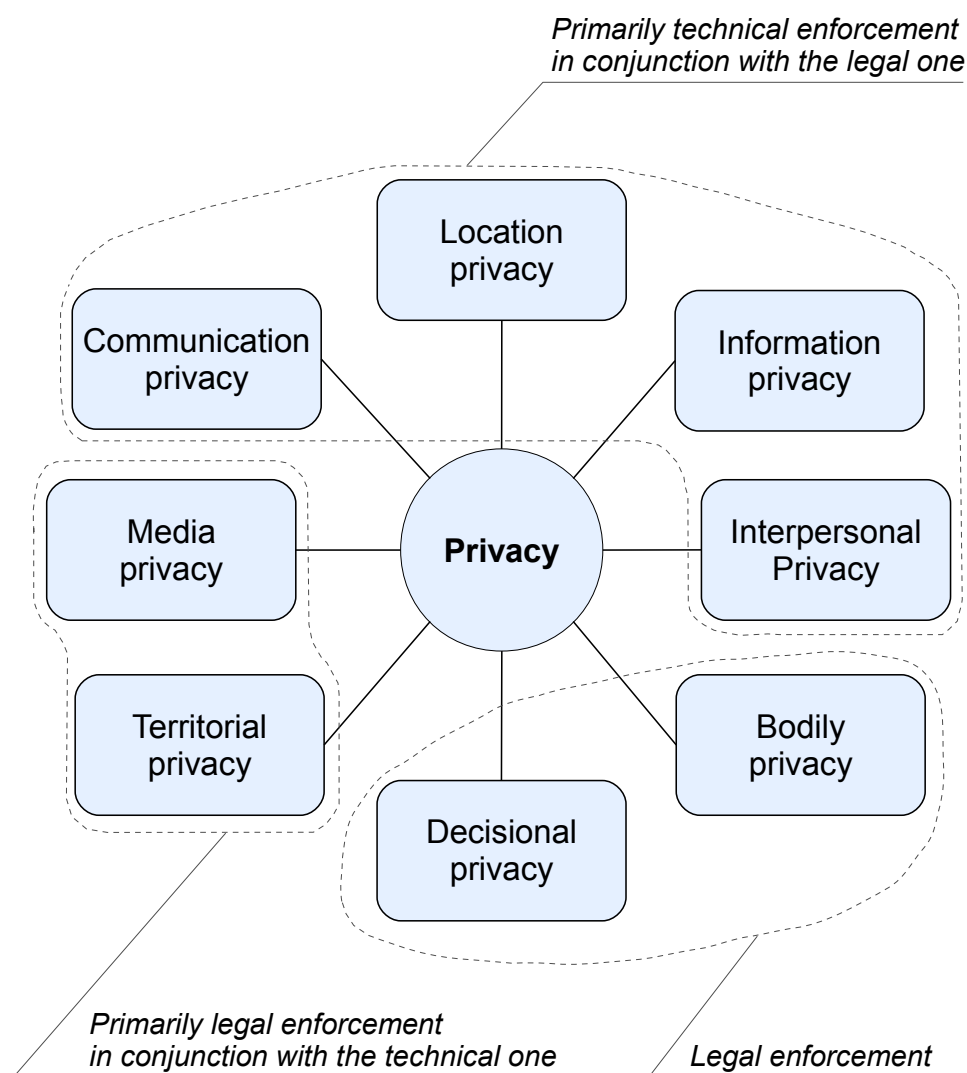 Primarily technical enforcement
in conjunction with the legal one
Location
privacy
Communication
privacy
Information
privacy
Media
privacy
Privacy
Interpersonal
Privacy
Territorial
privacy
Bodily
privacy
Decisional
privacy
Primarily legal enforcement
in conjunction with the technical one
Legal enforcement